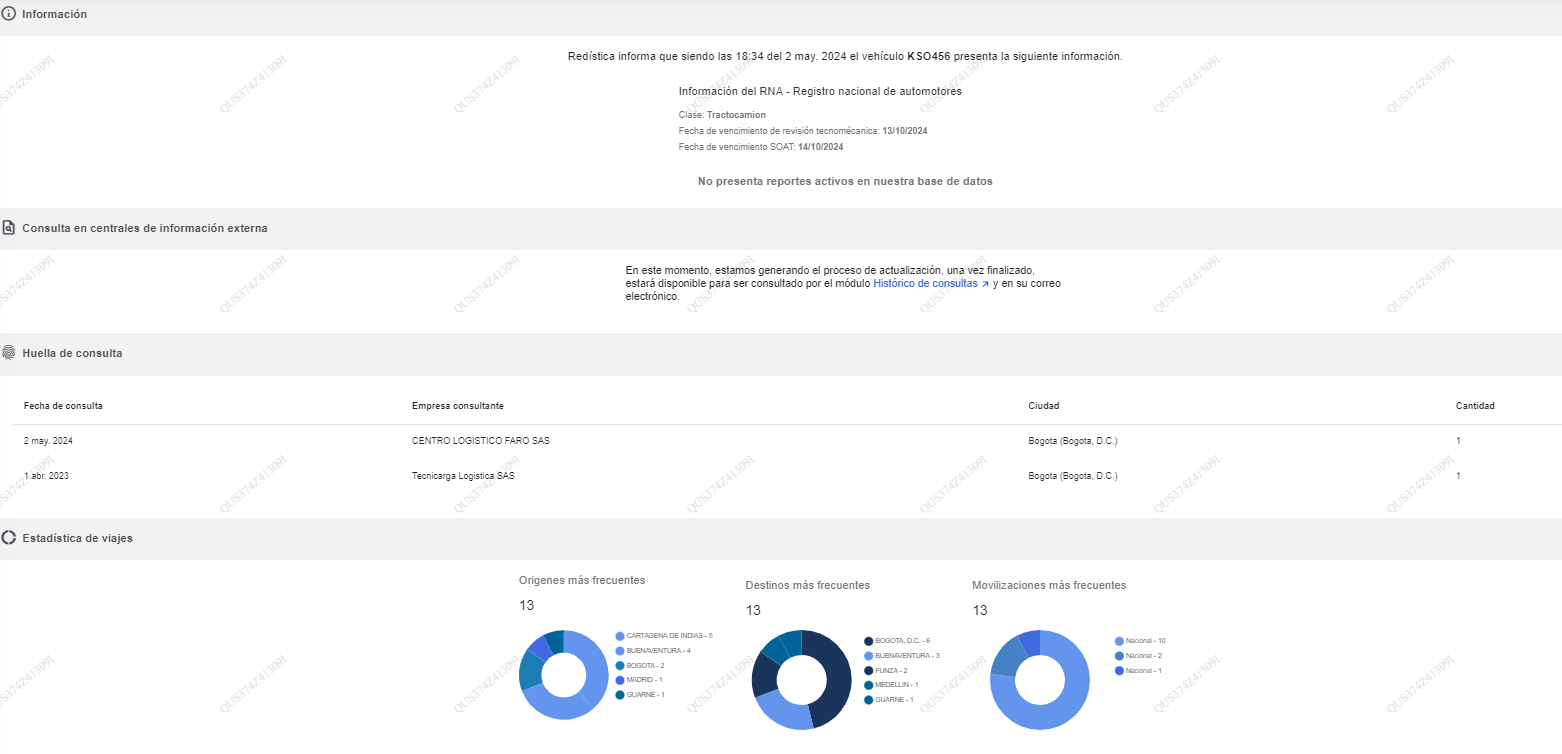 Información
Redística informa que siendo las 18:34 del 2 may. 2024 el vehículo KSO456 presenta la siguiente información.
Información del RNA - Registro nacional de automotores
Clase: Tractocamion
Fecha de vencimiento de revisión tecnomécanica: 13/10/2024
Fecha de vencimiento SOAT: 14/10/2024
No presenta reportes activos en nuestra base de datos
Consulta en centrales de información externa
En este momento, estamos generando el proceso de actualización, una vez finalizado,
estará disponible para ser consultado por el módulo Histórico de consultas ↗ y en su correo
electrónico.
Huella de consulta
Fecha de consulta Empresa consultante Ciudad Cantidad
2 may. 2024 CENTRO LOGISTICO FARO SAS Bogota (Bogota, D.C.) 1
1 abr. 2023 Tecnicarga Logistica SAS Bogota (Bogota, D.C.) 1
Estadística de viajes
Origenes más frecuentes
13
CARTAGENA DE INDIAS - 5
BUENAVENTURA - 4
BOGOTA - 2
MADRID - 1
GUARNE - 1
Destinos más frecuentes
13
BOGOTA, D.C. - 6
BUENAVENTURA - 3
FUNZA - 2
MEDELLIN - 1
GUARNE - 1
Movilizaciones más frecuentes
13
Nacional - 10
Nacional - 2
Nacional - 1